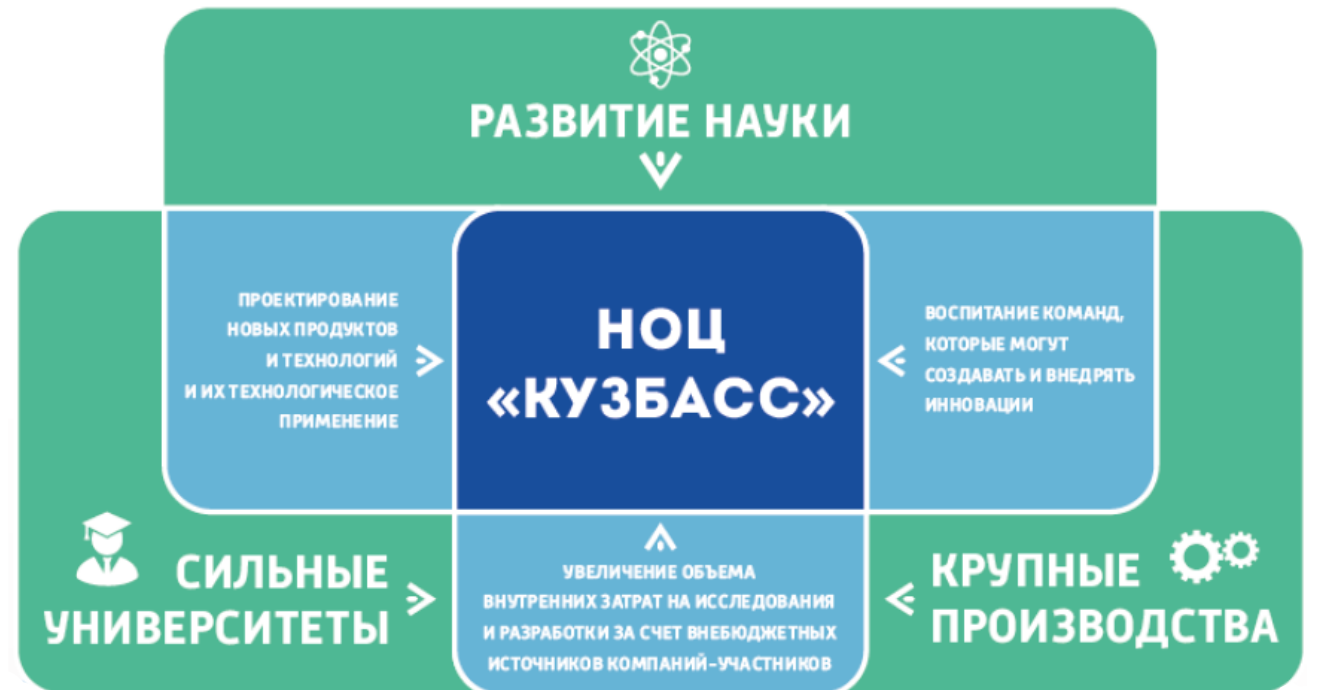 РАЗВИТИЕ НАУКИ
ПРОЕКТИРОВАНИЕ
НОВЫХ ПРОДУКТОВ
И ТЕХНОЛОГИЙ
И ИХ ТЕХНОЛОГИЧЕСКОЕ
ПРИМЕНЕНИЕ
НОЦ
«КУЗБАСС»
ВОСПИТАНИЕ КОМАНД,
КОТОРЫЕ МОГУТ
СОЗДАВАТЬ И ВНЕДРЯТЬ
ИННОВАЦИИ
СИЛЬНЫЕ
УНИВЕРСИТЕТЫ
УВЕЛИЧЕНИЕ ОБЪЕМА
ВНУТРЕННИХ ЗАТРАТ НА ИССЛЕДОВАНИЯ
И РАЗРАБОТКИ ЗА СЧЕТ ВНЕБЮДЖЕТНЫХ
ИСТОЧНИКОВ КОМПАНИЙ-УЧАСТНИКОВ
КРУПНЫЕ
ПРОИЗВОДСТВА